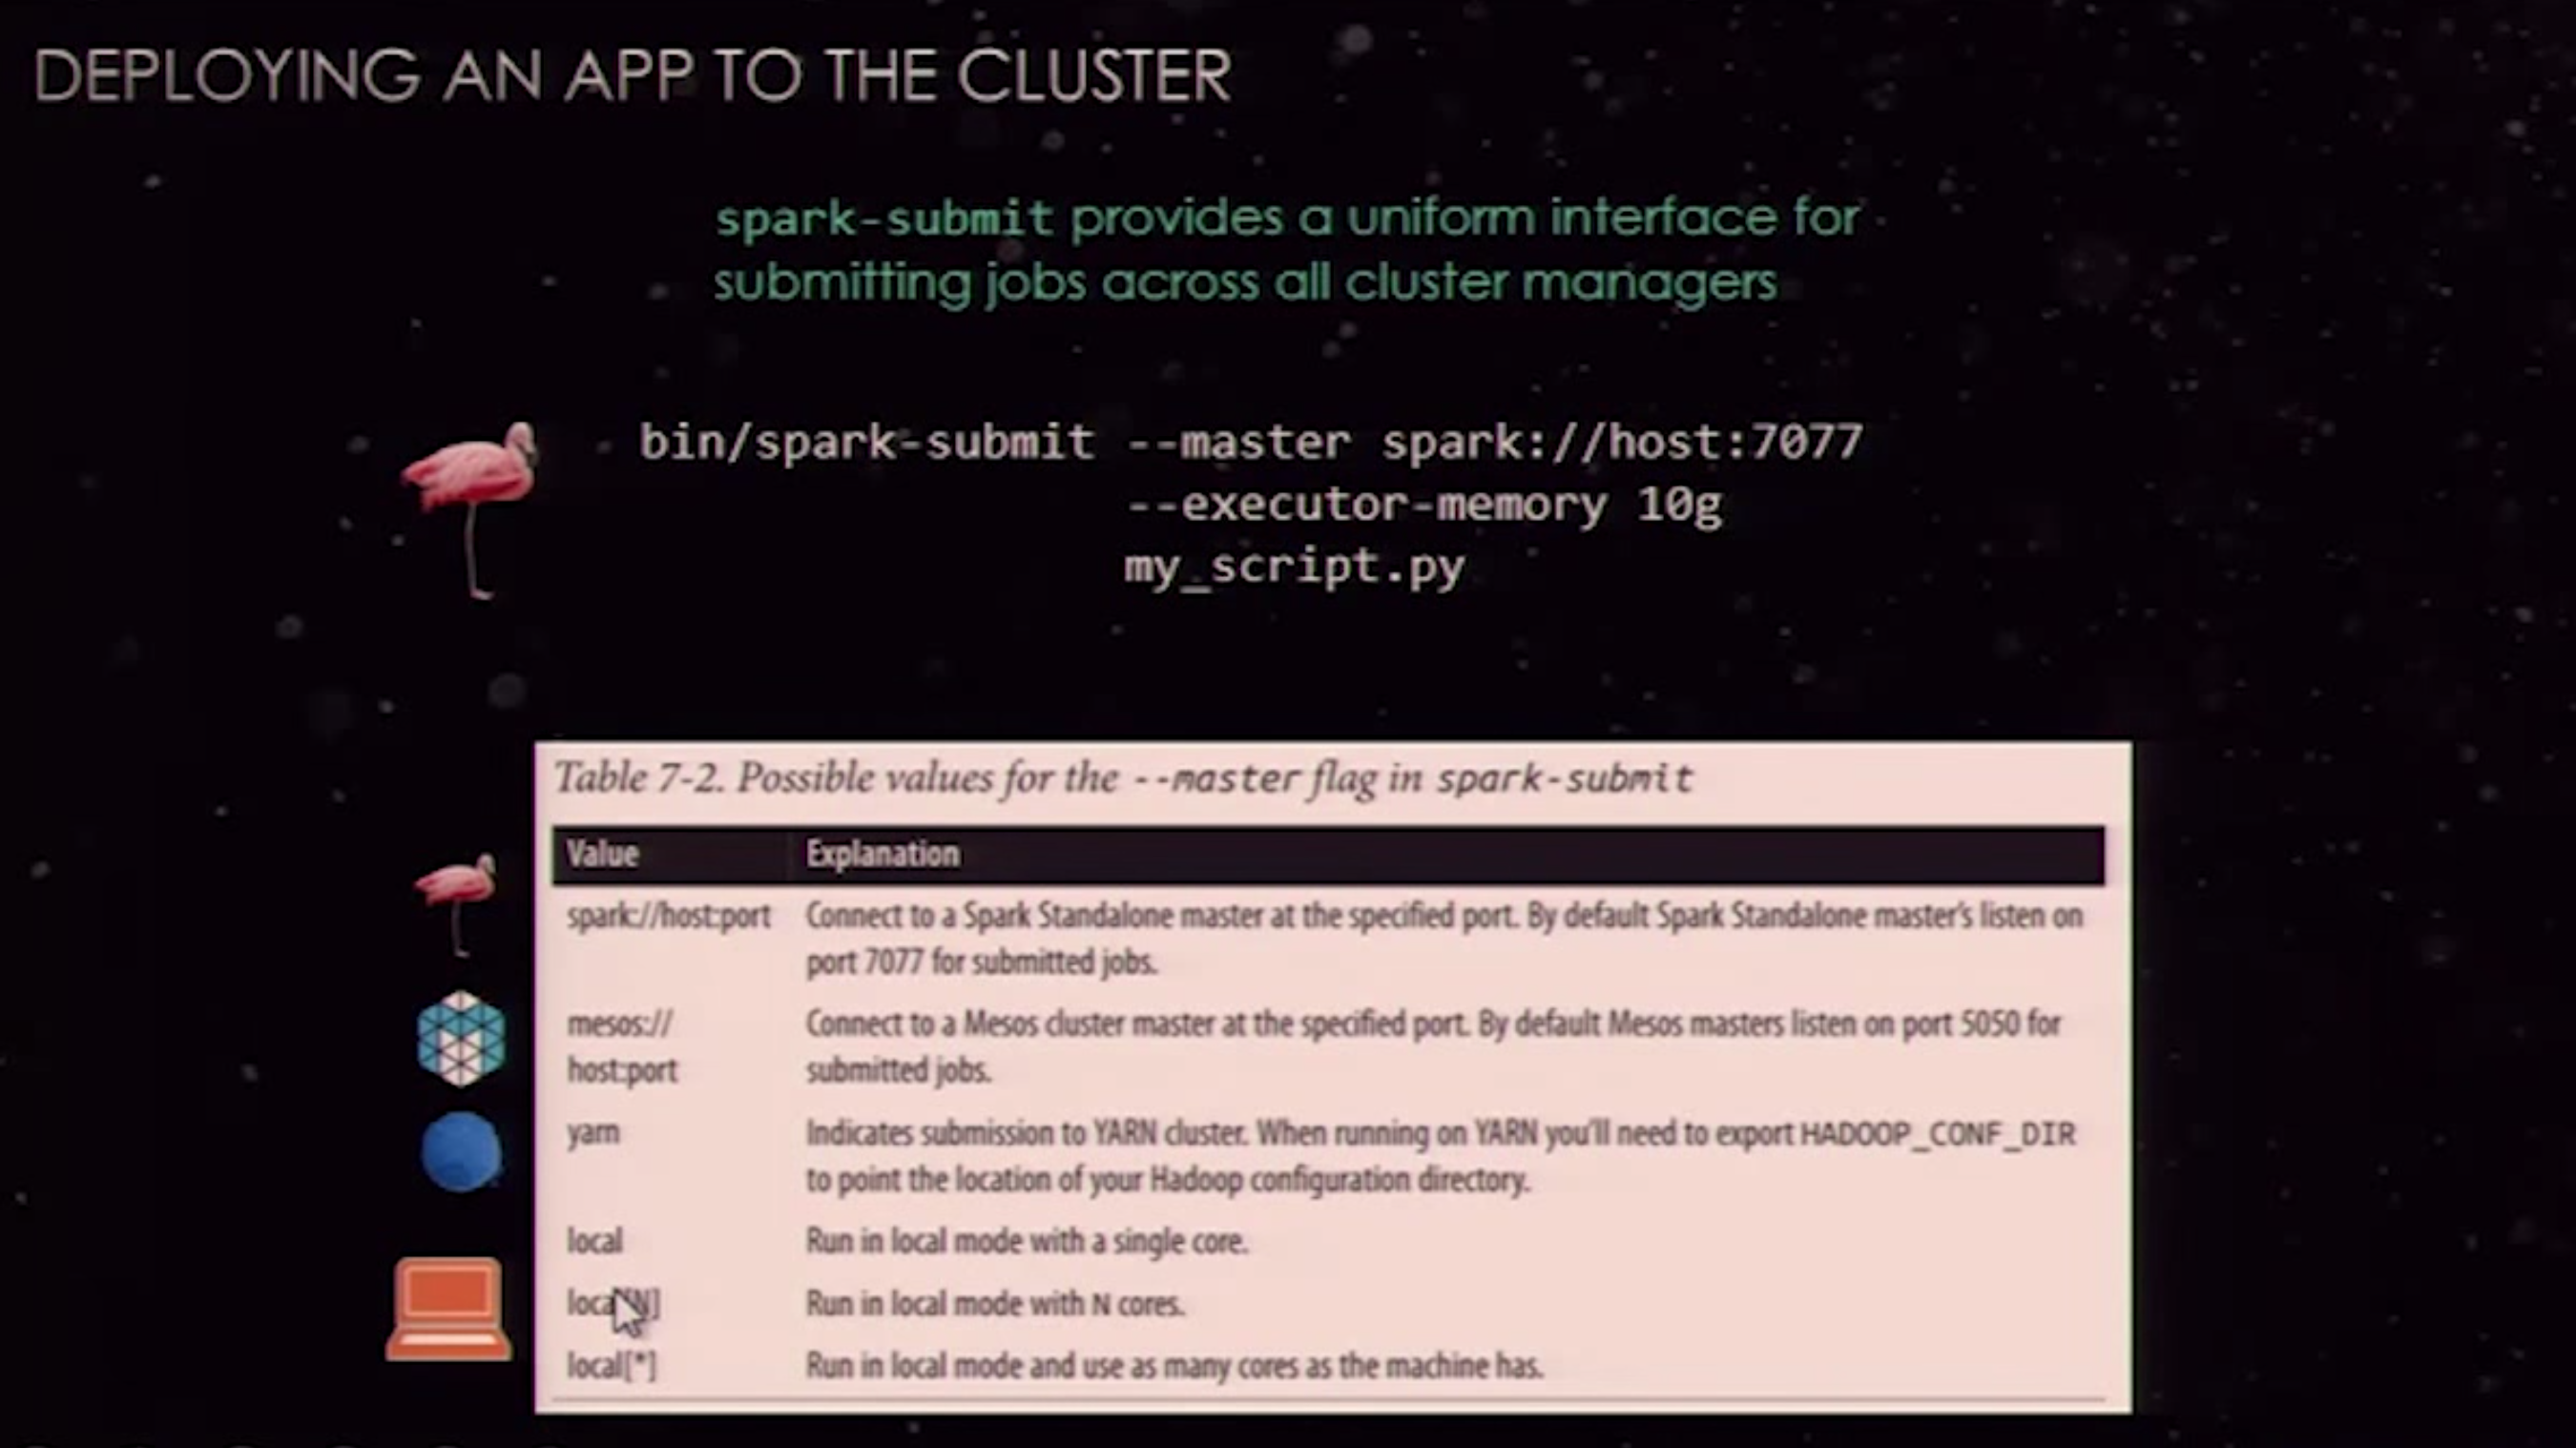 DEPLOYING AN APP TO THE CLUSTER
spark-submit provides a uniform interface for
submitting jobs across all cluster managers
bin/spark-submit --master spark://host:7077
--executor-memory 10g
my_script.py
Table 7-2. Possible values for the --master flag in spark-submit
Value Explanation
spark://host:port Connect to a Spark Standalone master at the specified port. By default Spark Standalone master's listen on
port 7077 for submitted jobs.
mesos:// Connect to a Mesos cluster master at the specified port. By default Mesos masters listen on port 5050 for
host:port submitted jobs.
yarn Indicates submission to YARN cluster. When running on YARN you'll need to export HADOOP_CONF_DIR
to point the location of your Hadoop configuration directory.
local Run in local mode with a single core.
local[N] Run in local mode with N cores.
local[*] Run in local mode and use as many cores as the machine has.